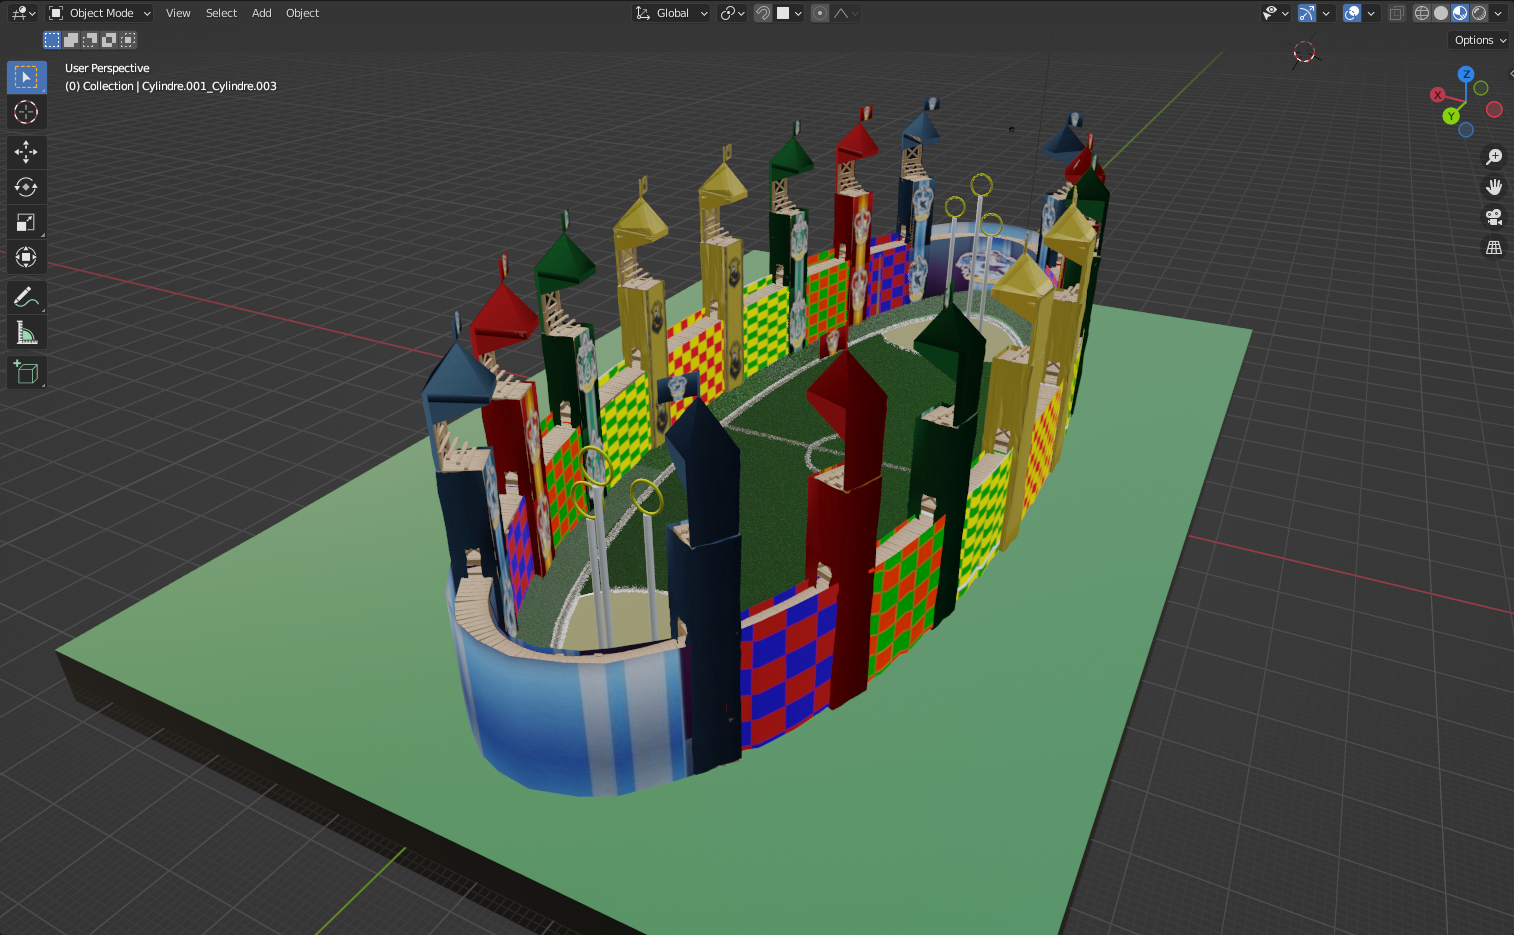 Object Mode View Select Add Object Global
Options
User Perspective
(0) Collection | Cylindre.001_Cylindre.003
Z
X
Y